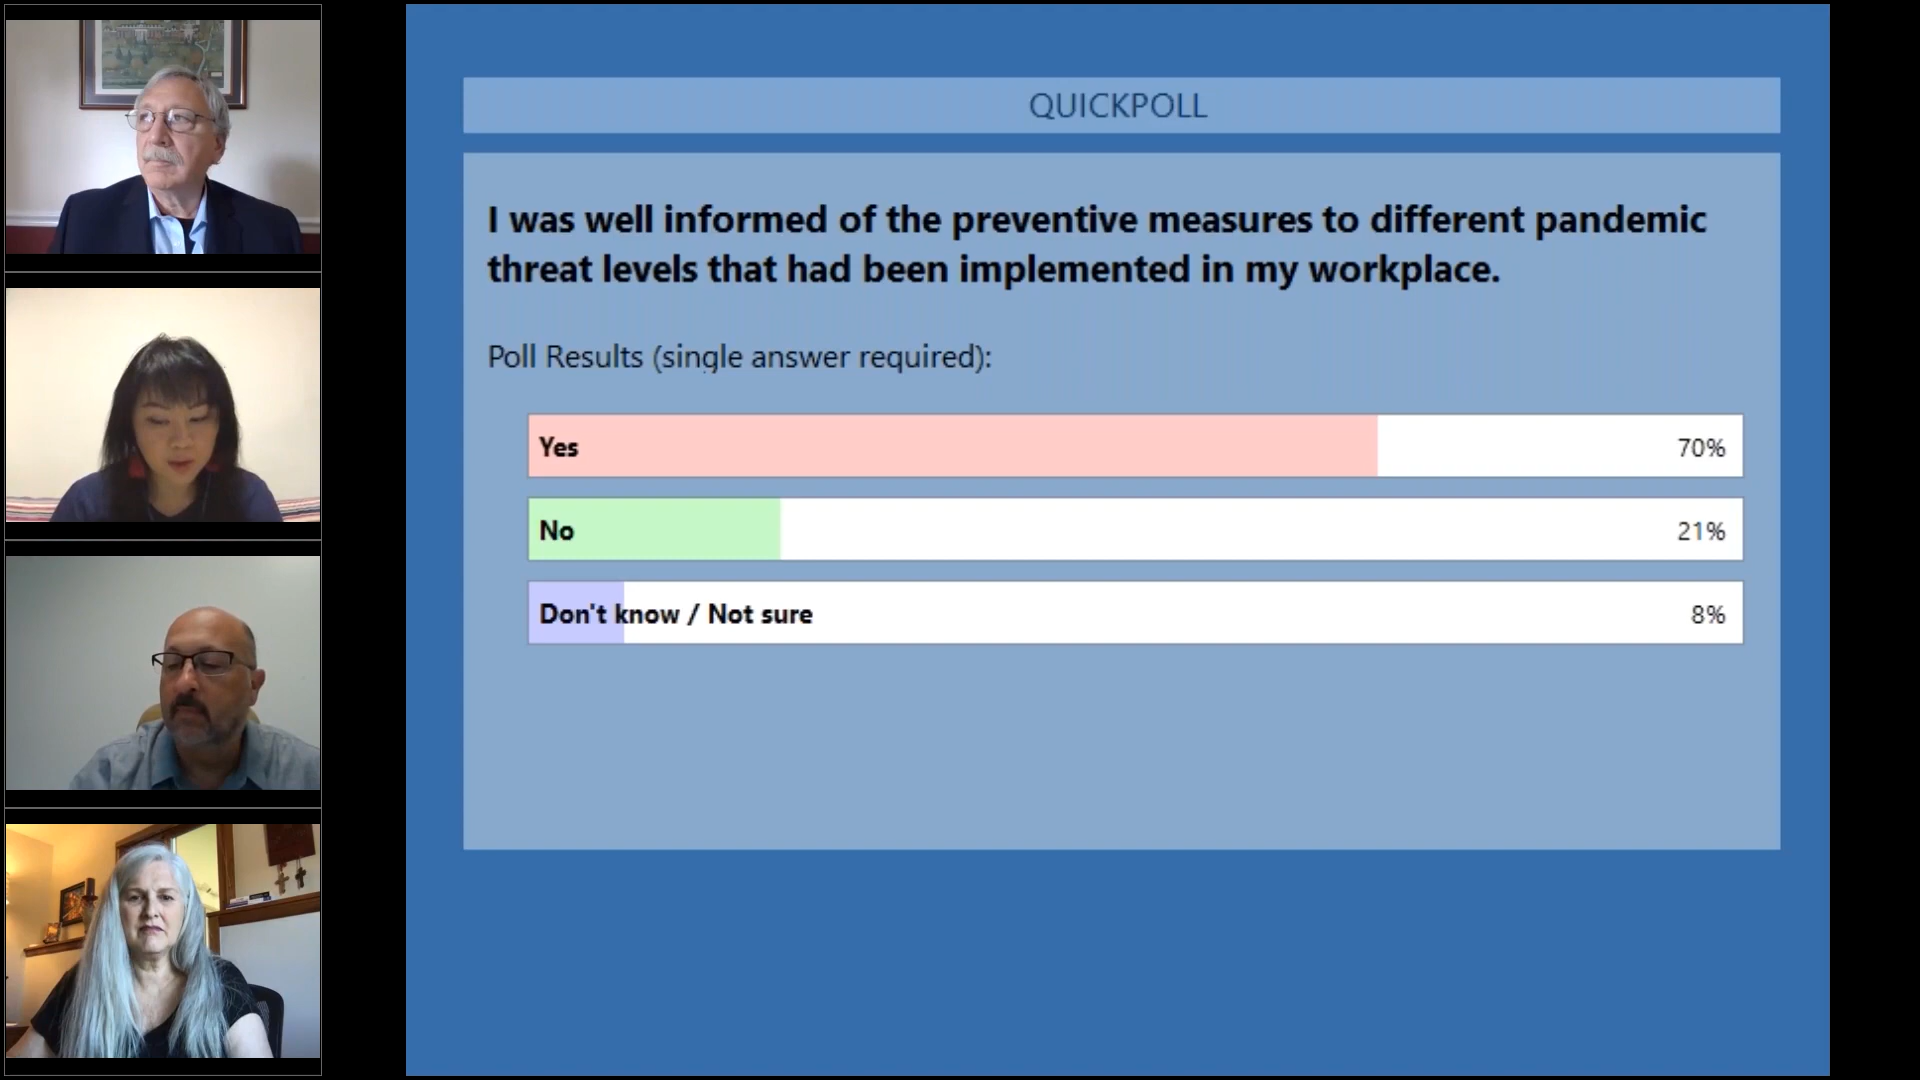 QUICKPOLL
I was well informed of the preventive measures to different pandemic
threat levels that had been implemented in my workplace.
Poll Results (single answer required):
Yes 70%
No 21%
Don't know / Not sure 8%